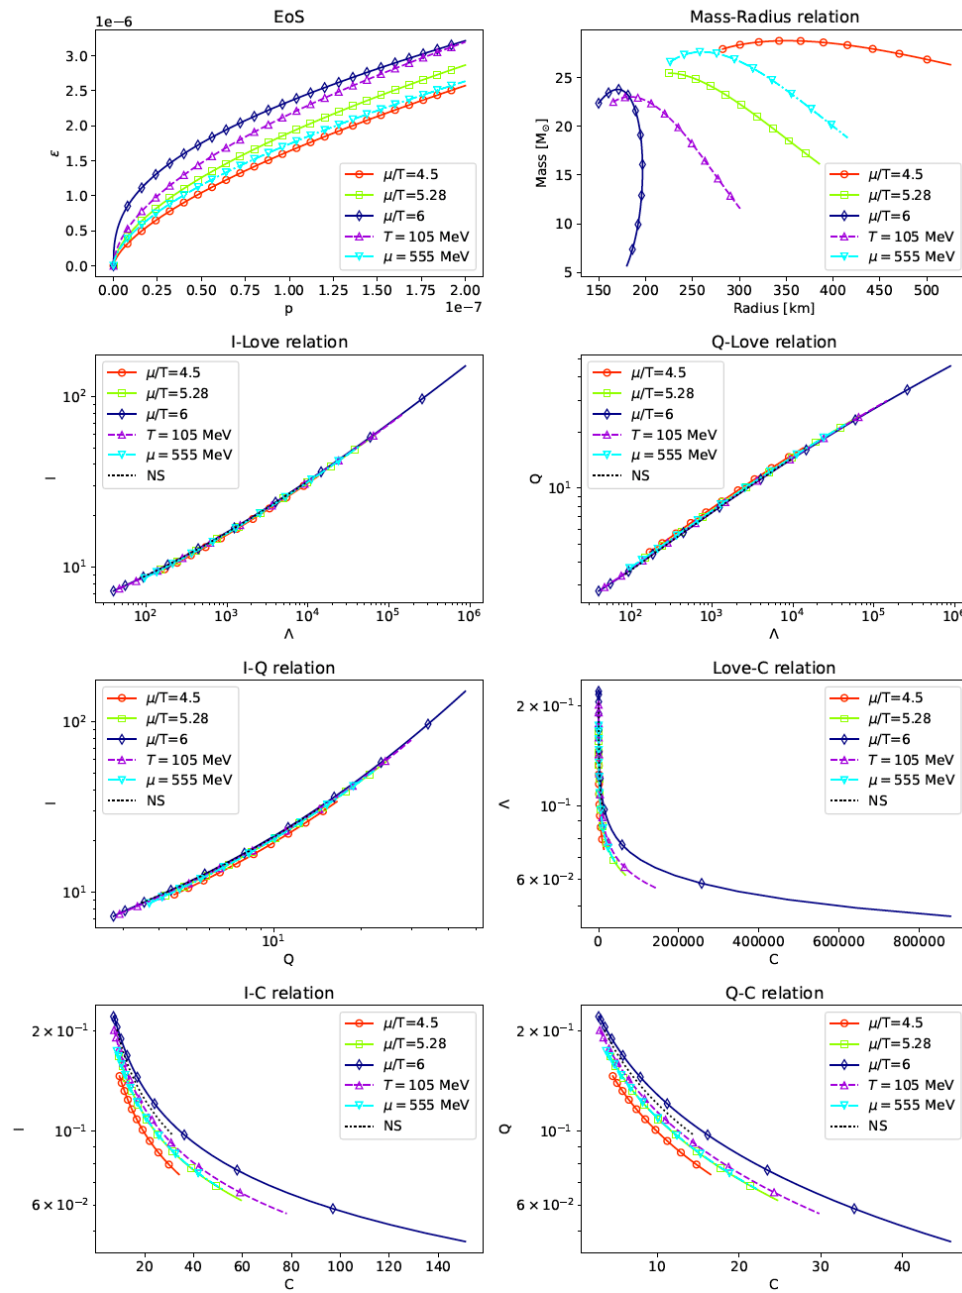 EoS
1e−6
3.0
2.5
2.0
1.5
1.0
0.5
0.0
ε
μ/T=4.5
μ/T=5.28
μ/T=6
T = 105 MeV
μ = 555 MeV
0.00 0.25 0.50 0.75 1.00 1.25 1.50 1.75 2.00
p
1e−7
Mass-Radius relation
25
20
15
10
5
Mass [M⊙]
μ/T=4.5
μ/T=5.28
μ/T=6
T = 105 MeV
μ = 555 MeV
150 200 250 300 350 400 450 500
Radius [km]
I-Love relation
10²
10¹
I
μ/T=4.5
μ/T=5.28
μ/T=6
T = 105 MeV
μ = 555 MeV
NS
10² 10³ 10⁴ 10⁵ 10⁶
Λ
Q-Love relation
10¹
Q
μ/T=4.5
μ/T=5.28
μ/T=6
T = 105 MeV
μ = 555 MeV
NS
10² 10³ 10⁴ 10⁵ 10⁶
Λ
I-Q relation
10²
10¹
I
μ/T=4.5
μ/T=5.28
μ/T=6
T = 105 MeV
μ = 555 MeV
NS
10¹
Q
Love-C relation
2 × 10⁻¹
10⁻¹
6 × 10⁻²
Λ
μ/T=4.5
μ/T=5.28
μ/T=6
T = 105 MeV
μ = 555 MeV
NS
0 200000 400000 600000 800000
C
I-C relation
2 × 10⁻¹
10⁻¹
6 × 10⁻²
I
μ/T=4.5
μ/T=5.28
μ/T=6
T = 105 MeV
μ = 555 MeV
NS
20 40 60 80 100 120 140
C
Q-C relation
2 × 10⁻¹
10⁻¹
6 × 10⁻²
Q
μ/T=4.5
μ/T=5.28
μ/T=6
T = 105 MeV
μ = 555 MeV
NS
10 20 30 40
C